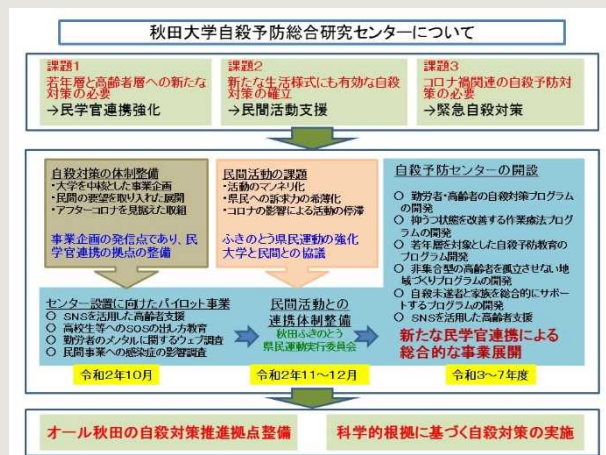 秋田大学自殺予防総合研究センターについて
課題1
若年層と高齢者層への新たな
対策の必要
→民学官連携強化
課題2
新たな生活様式にも有効な自殺
対策の確立
→民間活動支援
課題3
コロナ禍関連の自殺予防対
策の必要
→緊急自殺対策
自殺対策の体制整備
・大学を中核とした事業企画
・民間の要望を取り入れた展開
・アフターコロナを見据えた取組
事業企画の発信点であり、民
学官連携の拠点の整備
民間活動の課題
・活動のマンネリ化
・県民への訴求力の希薄化
・コロナの影響による活動の停滞
ふきのとう県民運動の強化
大学と民間との協議
自殺予防センターの開設
○ 勤労者・高齢者の自殺対策プログラム
の開発
○ 抑うつ状態を改善する作業療法プログ
ラムの開発
○ 若年層を対象とした自殺予防教育の
プログラム開発
○ 非集合型の高齢者を孤立させない地
域づくりプログラムの開発
○ 自殺未遂者と家族を総合的にサポー
トするプログラムの開発
○ SNSを活用した高齢者支援
新たな民学官連携による
総合的な事業展開
センター設置に向けたパイロット事業
○ SNSを活用した高齢者支援
○ 高校生等へのSOSの出し方教育
○ 勤労者のメンタルに関するウェブ調査
○ 民間事業への感染症の影響調査
民間活動との
連携体制整備
秋田ふきのとう
県民運動実行委員会
令和2年10月
令和2年11～12月
令和3～7年度
オール秋田の自殺対策推進拠点整備
科学的根拠に基づく自殺対策の実施